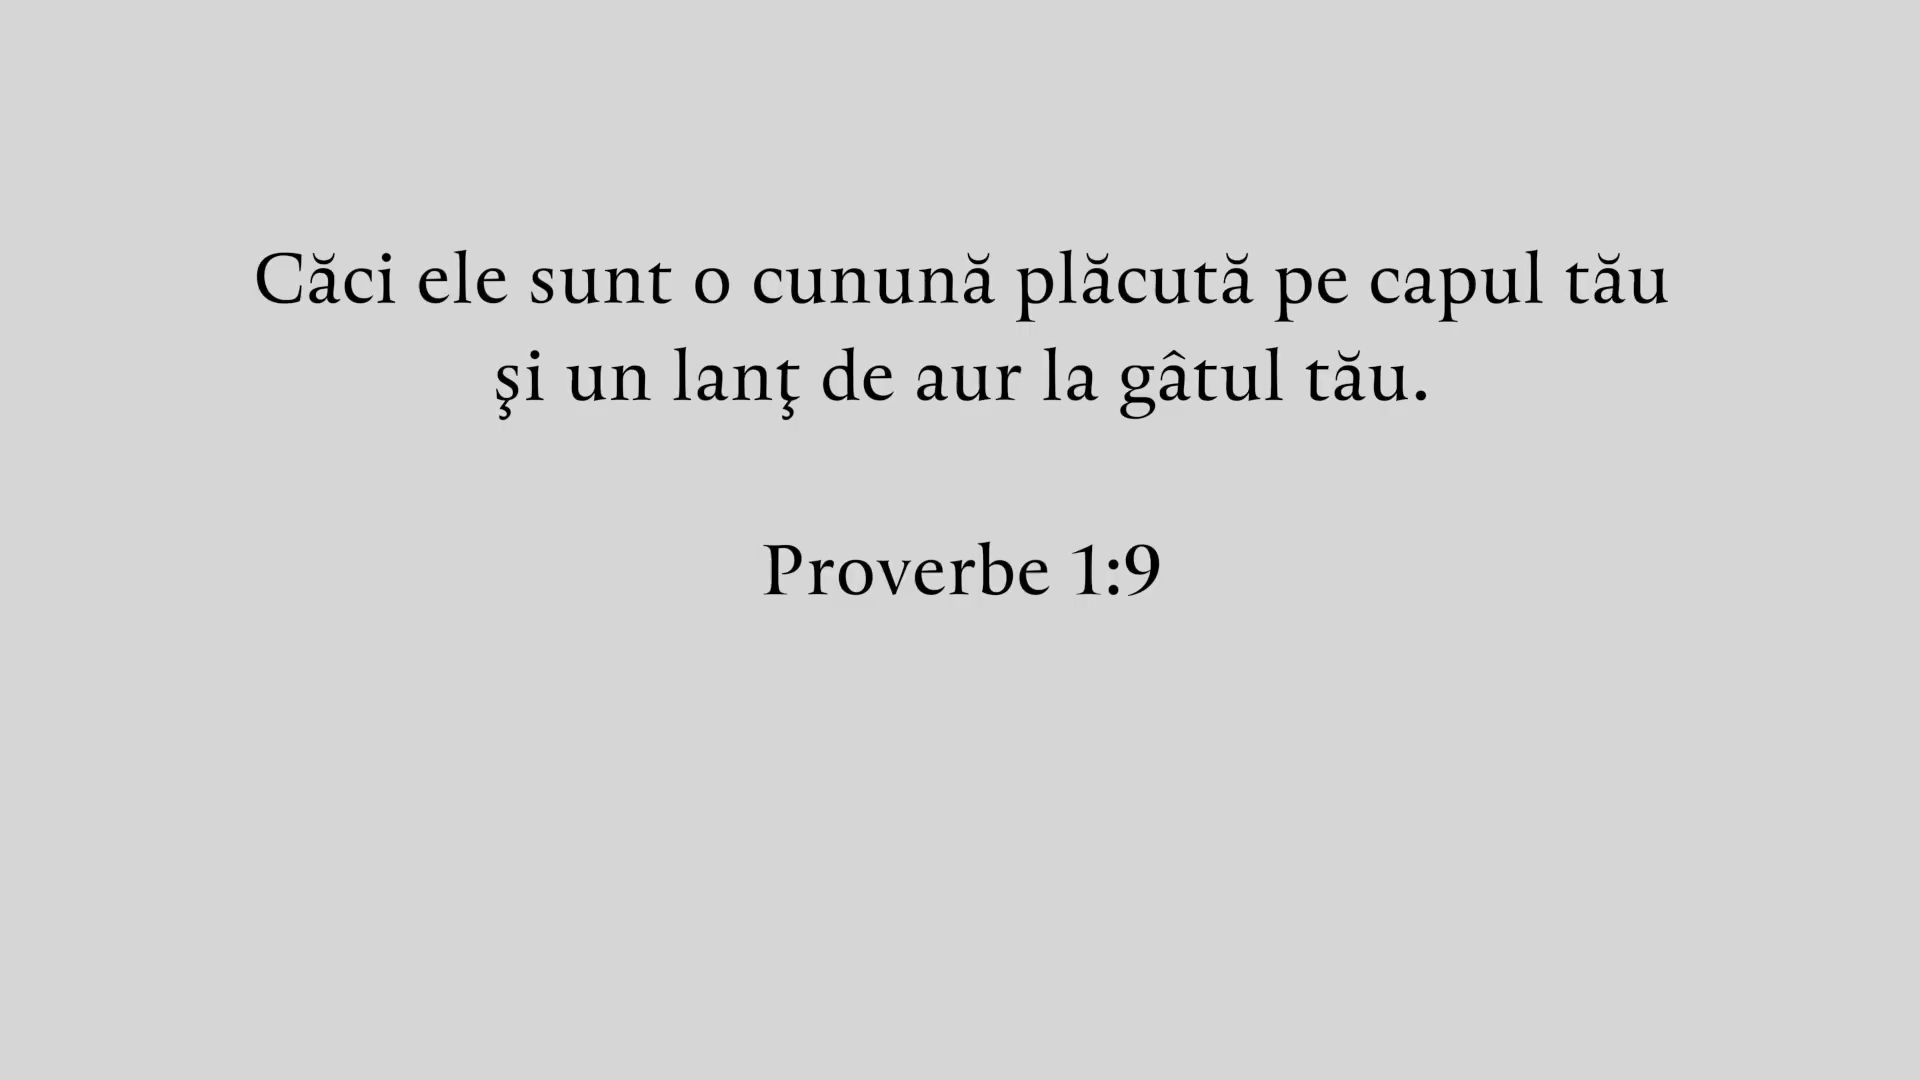 Căci ele sunt o cunună plăcută pe capul tău
şi un lanţ de aur la gâtul tău.
Proverbe 1:9